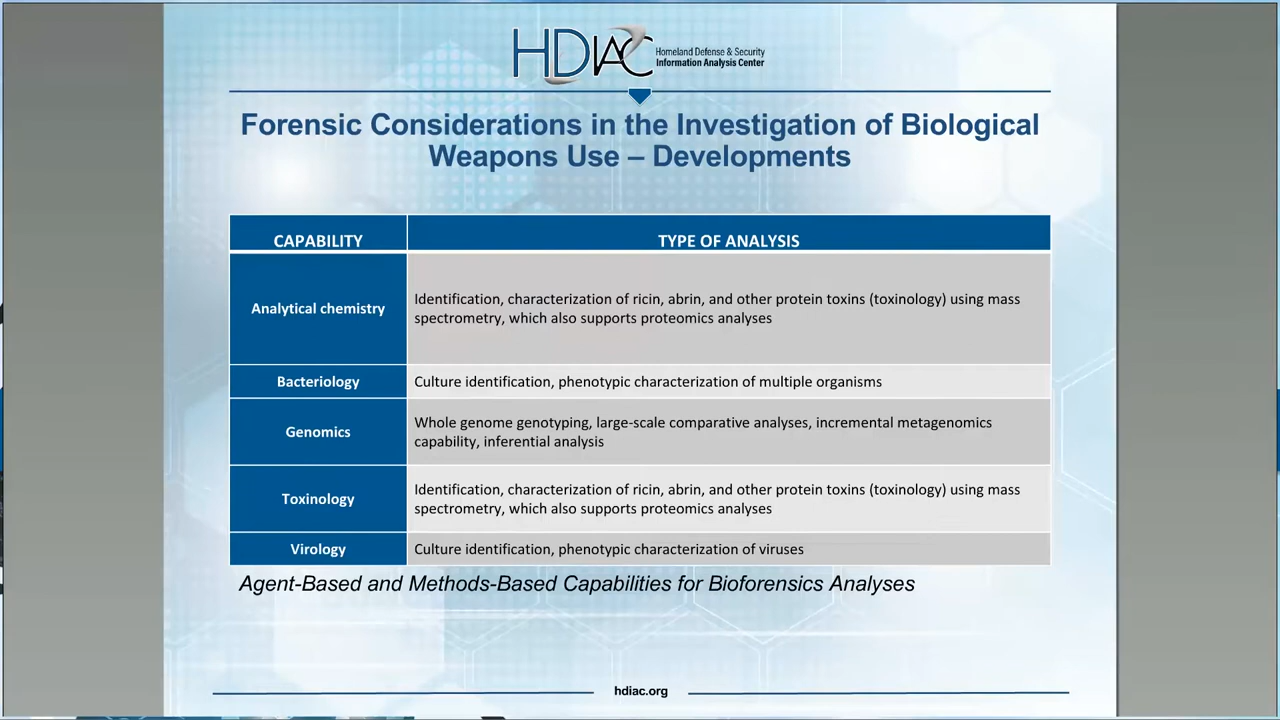 HDIAC
Homeland Defense & Security
Information Analysis Center
Forensic Considerations in the Investigation of Biological
Weapons Use – Developments
CAPABILITY
TYPE OF ANALYSIS
Analytical chemistry
Identification, characterization of ricin, abrin, and other protein toxins (toxinology) using mass
spectrometry, which also supports proteomics analyses
Bacteriology
Culture identification, phenotypic characterization of multiple organisms
Genomics
Whole genome genotyping, large-scale comparative analyses, incremental metagenomics
capability, inferential analysis
Toxinology
Identification, characterization of ricin, abrin, and other protein toxins (toxinology) using mass
spectrometry, which also supports proteomics analyses
Virology
Culture identification, phenotypic characterization of viruses
Agent-Based and Methods-Based Capabilities for Bioforensics Analyses
hdiac.org